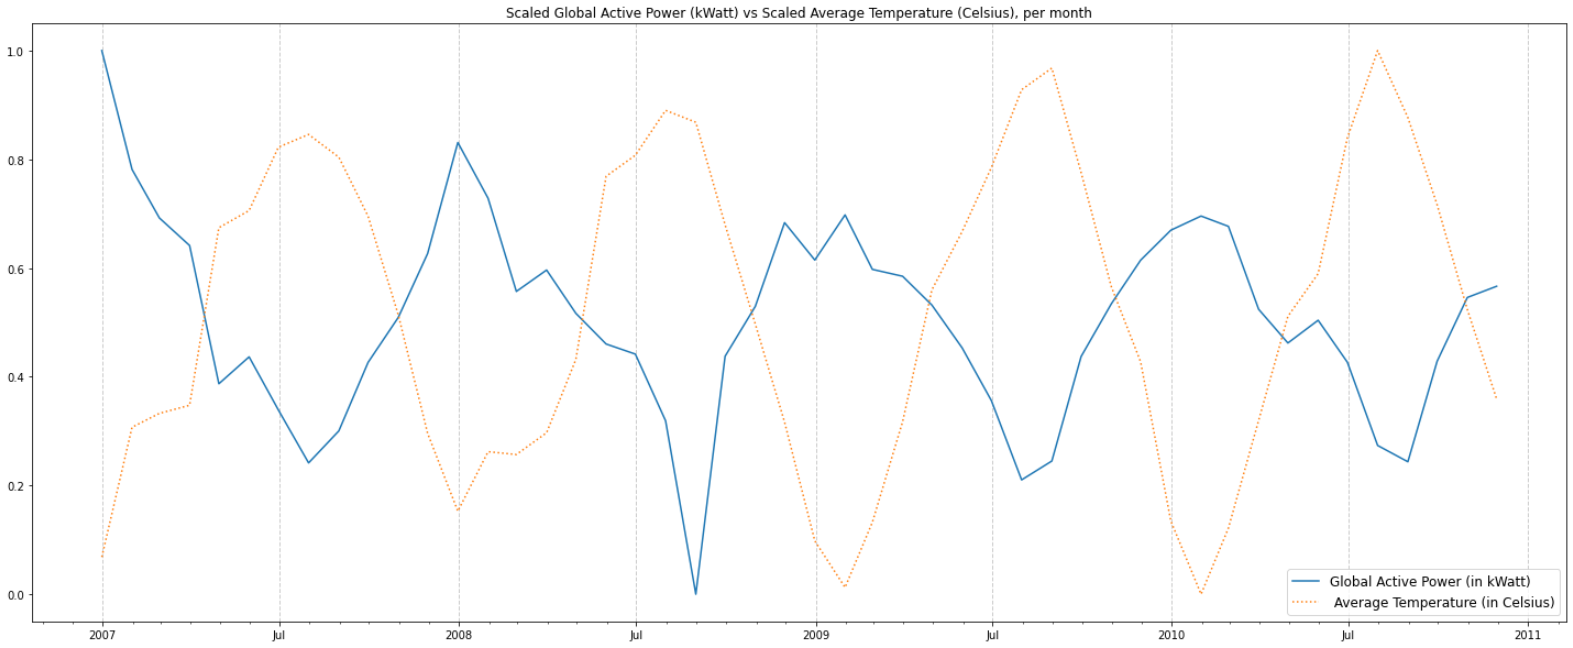 Scaled Global Active Power (kWatt) vs Scaled Average Temperature (Celsius), per month
1.0
0.8
0.6
0.4
0.2
0.0
Global Active Power (in kWatt)
Average Temperature (in Celsius)
2007 Jul 2008 Jul 2009 Jul 2010 Jul 2011